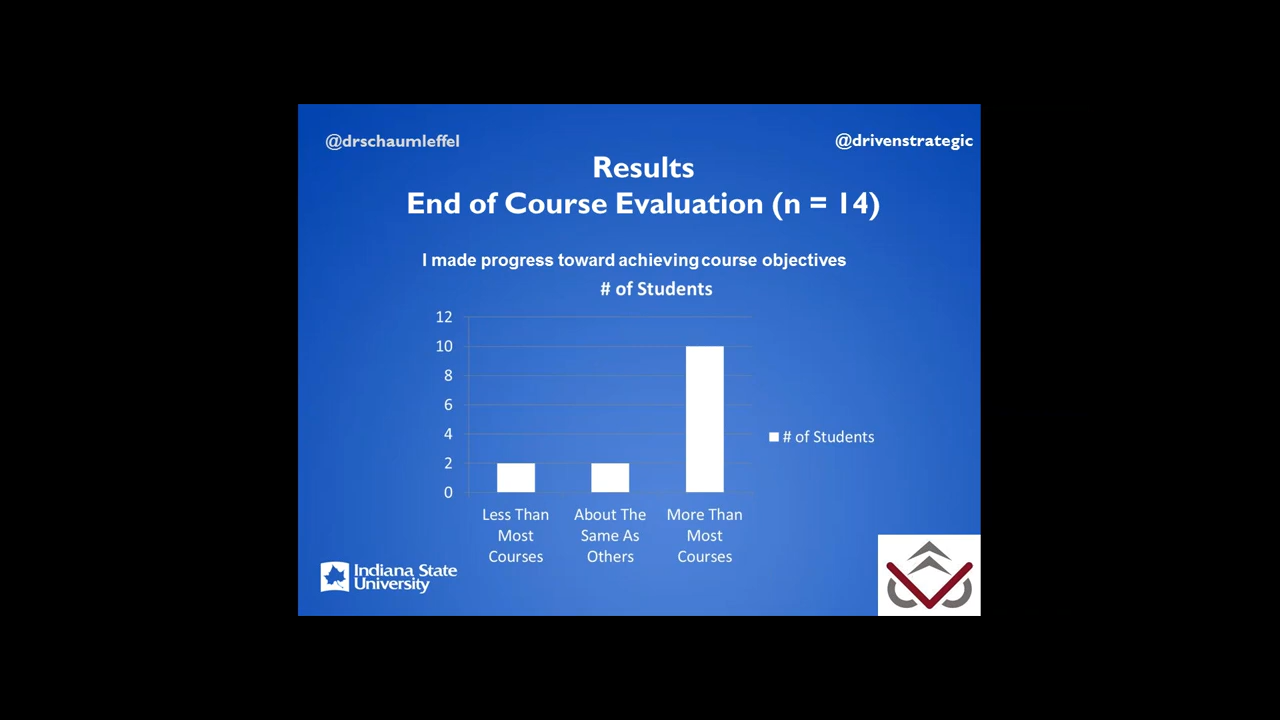 @drschaumleffel
@drivenstrategic
Results
End of Course Evaluation (n = 14)
I made progress toward achieving course objectives
# of Students
12
10
8
6
4
2
0
Less Than
Most
Courses
About The
Same As
Others
More Than
Most
Courses
# of Students
Indiana State
University